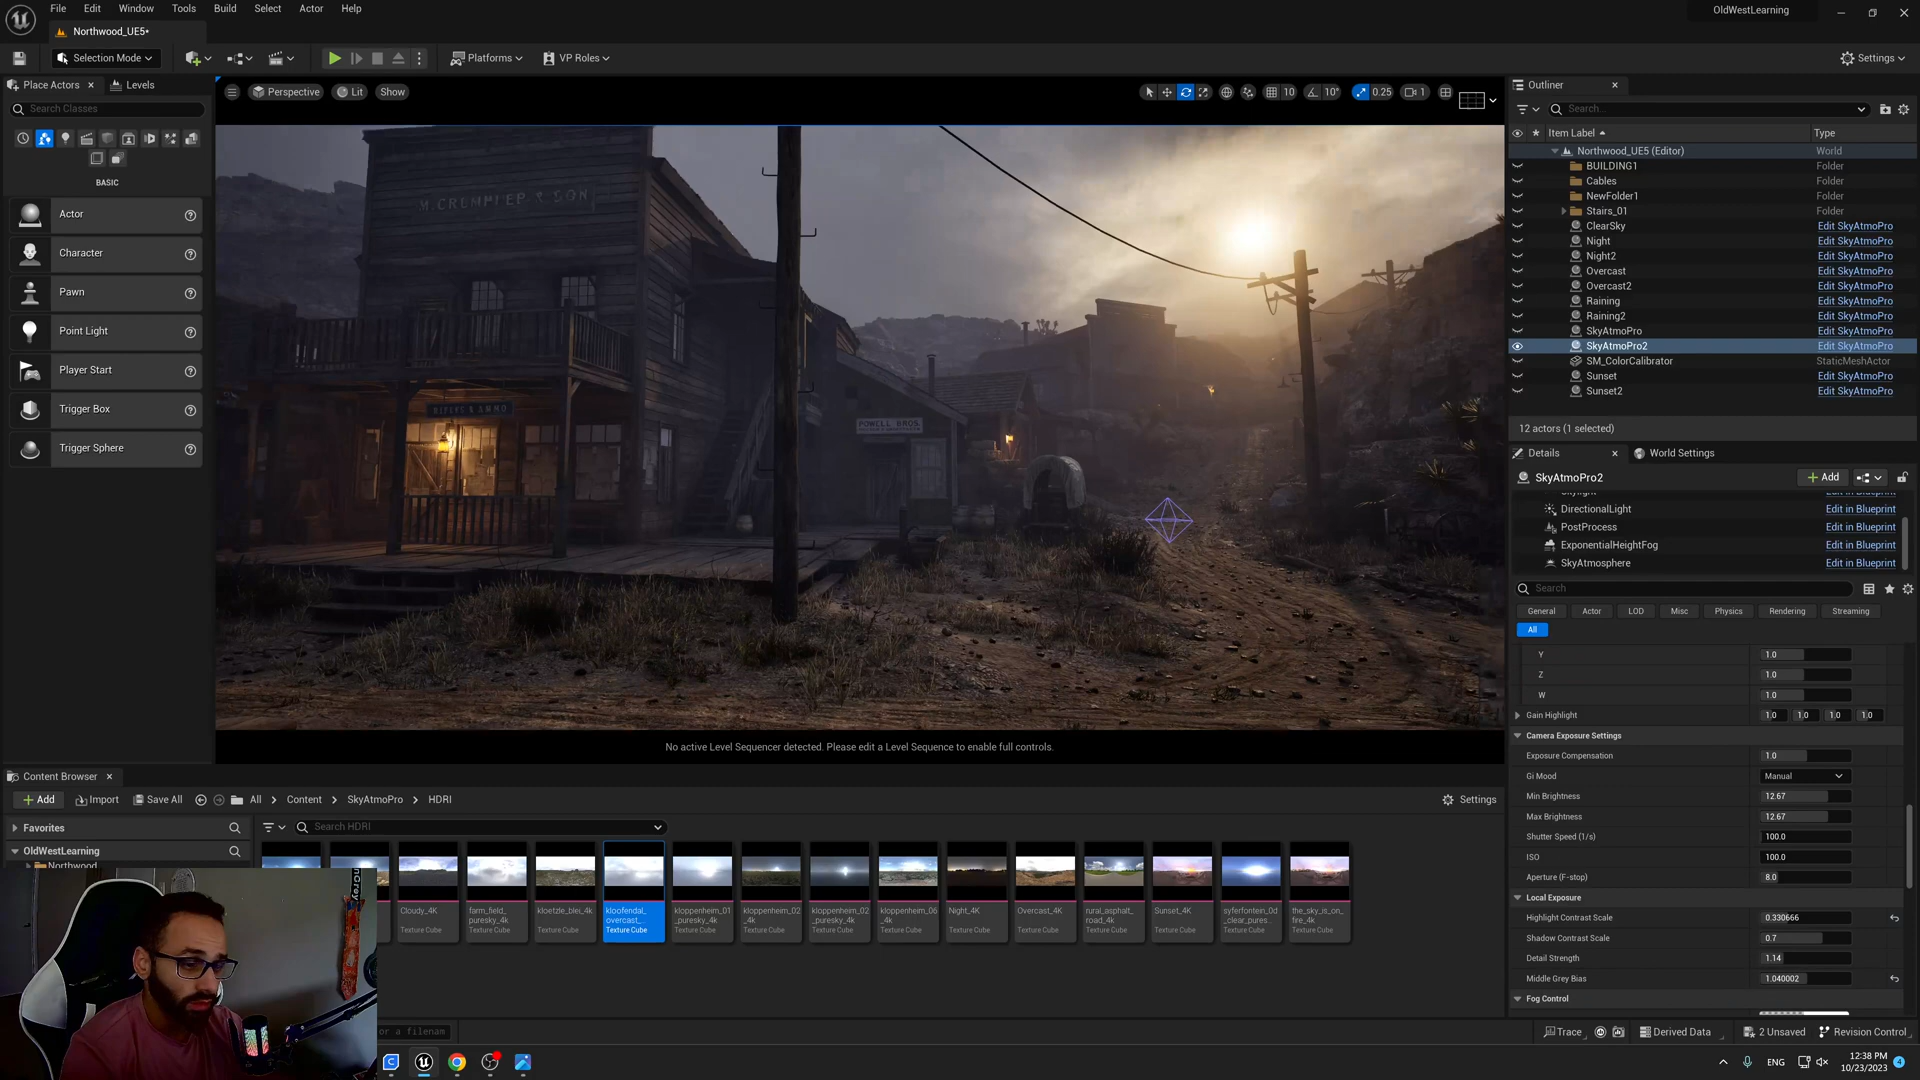 File Edit Window Tools Build Select Actor Help
OldWestLearning
Northwood_UE5•
Selection Mode
Platforms
VP Roles
Settings
Place Actors
Levels
Search Classes
BASIC
Actor
Character
Pawn
Point Light
Player Start
Trigger Box
Trigger Sphere
Perspective
Lit
Show
10
10°
0.25
1
RIFLES & AMMO
POWELL BROS.
No active Level Sequencer detected. Please edit a Level Sequence to enable full controls.
Outliner
Search...
Item Label
Type
Northwood_UE5 (Editor) World
BUILDING1 Folder
Cables Folder
NewFolder1 Folder
Stairs_01 Folder
ClearSky Edit SkyAtmoPro
Night Edit SkyAtmoPro
Night2 Edit SkyAtmoPro
Overcast Edit SkyAtmoPro
Overcast2 Edit SkyAtmoPro
Raining Edit SkyAtmoPro
Raining2 Edit SkyAtmoPro
SkyAtmoPro Edit SkyAtmoPro
SkyAtmoPro2 Edit SkyAtmoPro
SM_ColorCalibrator StaticMeshActor
Sunset Edit SkyAtmoPro
Sunset2 Edit SkyAtmoPro
12 actors (1 selected)
Details
World Settings
SkyAtmoPro2
Add
Skylight Edit in Blueprint
DirectionalLight Edit in Blueprint
PostProcess Edit in Blueprint
ExponentialHeightFog Edit in Blueprint
SkyAtmosphere Edit in Blueprint
Search
General Actor LOD Misc Physics Rendering Streaming
All
Y 1.0
Z 1.0
W 1.0
Gain Highlight 1.0 1.0 1.0 1.0
Camera Exposure Settings
Exposure Compensation 1.0
Gi Mood Manual
Min Brightness 12.67
Max Brightness 12.67
Shutter Speed (1/s) 100.0
ISO 100.0
Aperture (F-stop) 8.0
Local Exposure
Highlight Contrast Scale 0.330666
Shadow Contrast Scale 0.7
Detail Strength 1.14
Middle Grey Bias 1.040002
Fog Control
Content Browser
Add
Import
Save All
All
Content
SkyAtmoPro
HDRI
Settings
Favorites
OldWestLearning
Northwood
Search HDRI
Cloudy_4K
Texture Cube
farm_field_
puresky_4k
Texture Cube
kloetzle_blei_4k
Texture Cube
kloofendal_
overcast_...
Texture Cube
kloppenheim_01
_puresky_4k
Texture Cube
kloppenheim_02
_4k
Texture Cube
kloppenheim_02
_puresky_4k
Texture Cube
kloppenheim_06
_4K
Texture Cube
Night_4K
Texture Cube
Overcast_4K
Texture Cube
rural_asphalt_
road_4K
Texture Cube
Sunset_4K
Texture Cube
syferfontein_0d
_clear_pures...
Texture Cube
the_sky_is_on_
fire_4K
Texture Cube
or a filenam
Trace
Derived Data
2 Unsaved
Revision Control
ENG
12:38 PM
10/23/2023
4